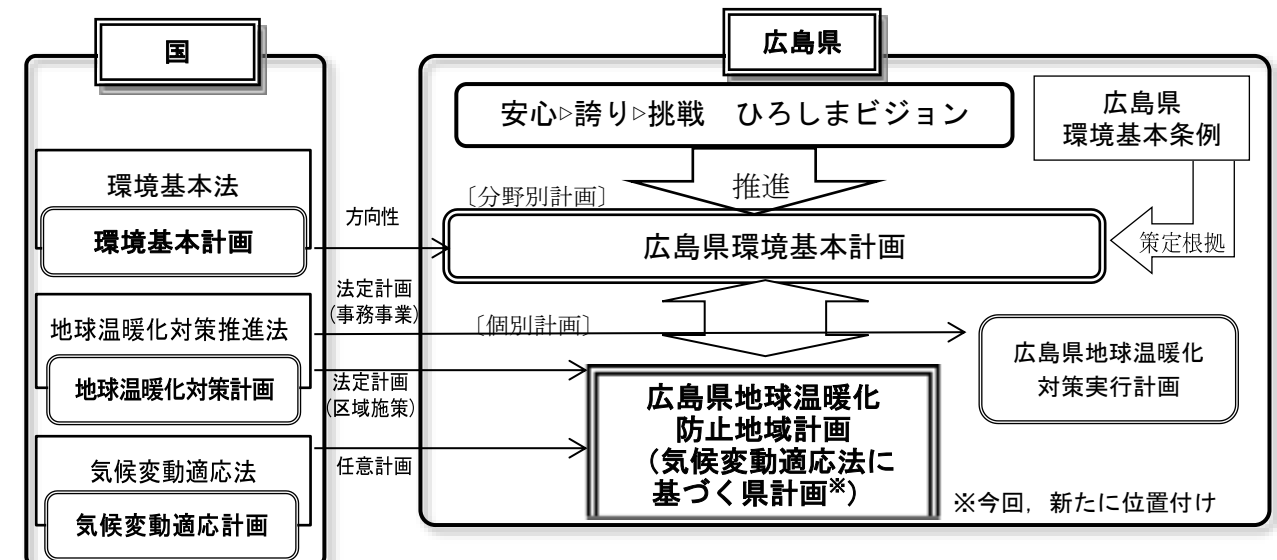 国
環境基本法
環境基本計画
地球温暖化対策推進法
地球温暖化対策計画
気候変動適応法
気候変動適応計画
方向性
法定計画
(事務事業)
法定計画
(区域施策)
任意計画
広島県
安心▷誇り▷挑戦　ひろしまビジョン
広島県
環境基本条例
推進
〔分野別計画〕
策定根拠
広島県環境基本計画
〔個別計画〕
広島県地球温暖化
対策実行計画
広島県地球温暖化
防止地域計画
（気候変動適応法に
基づく県計画※）
※今回，新たに位置付け